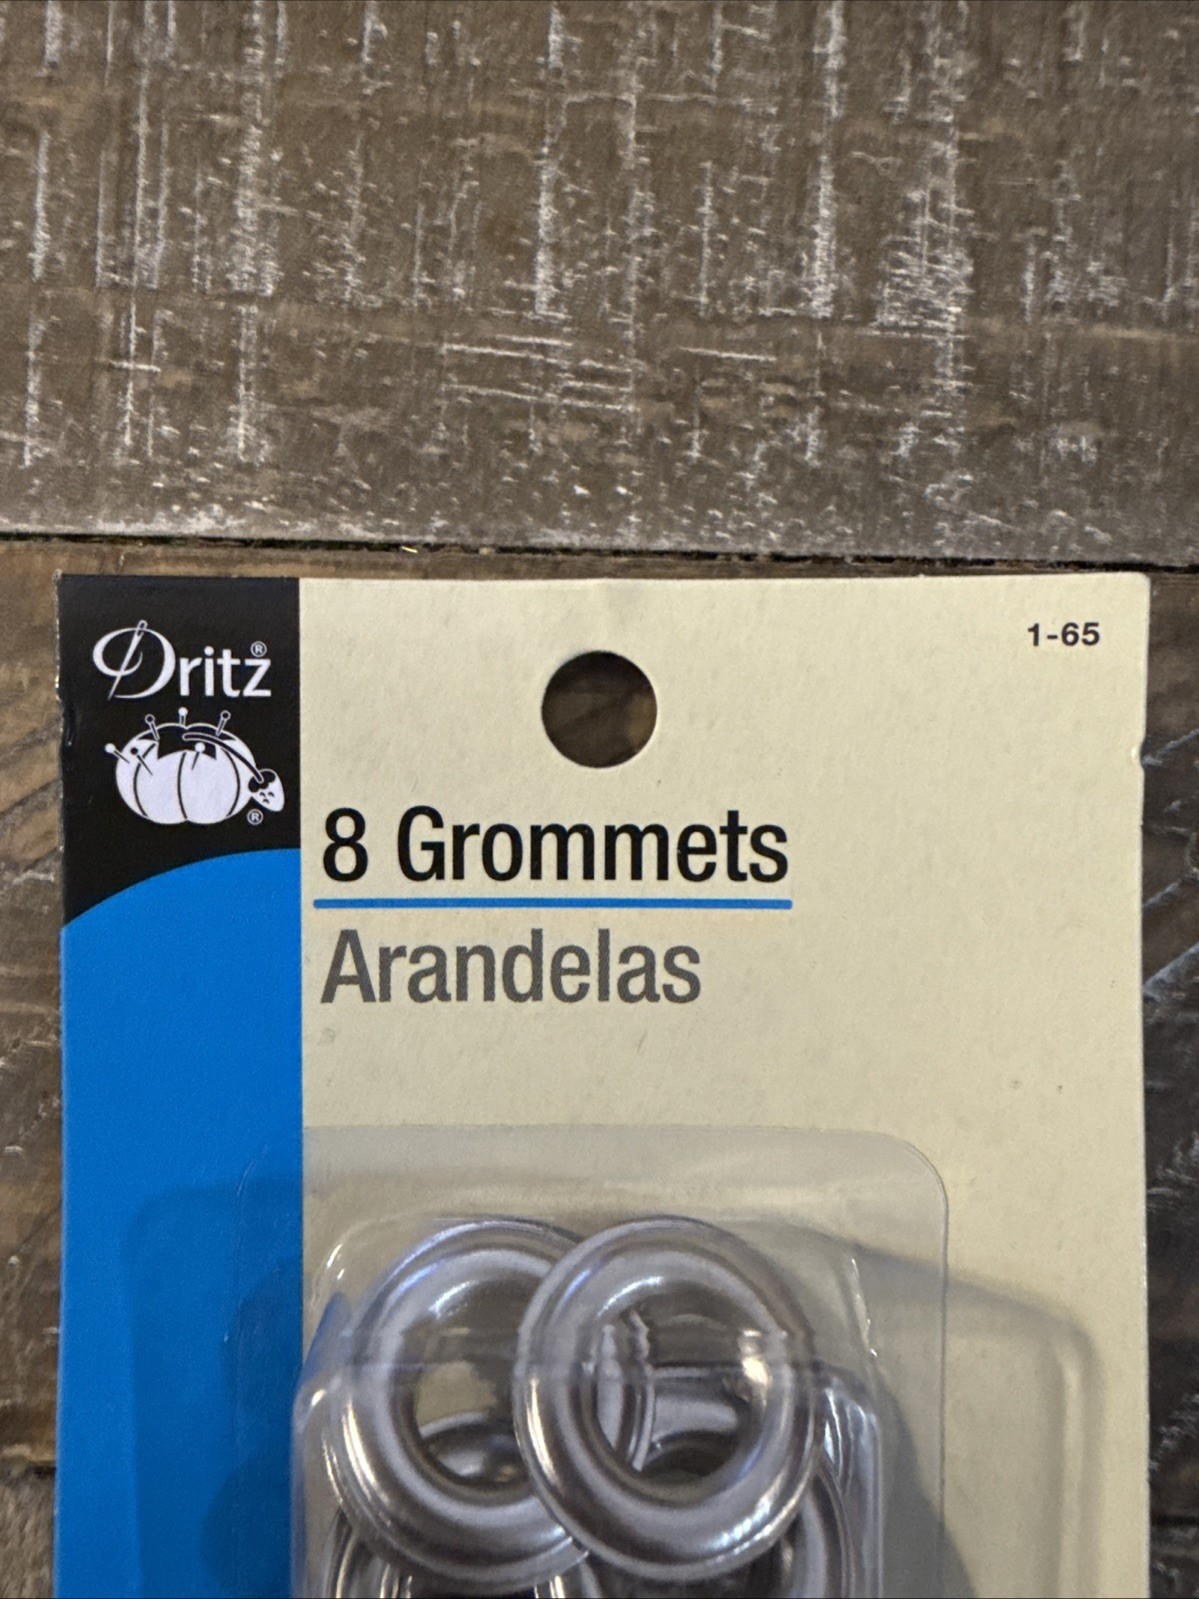 Dritz®
®
1-65
8 Grommets
Arandelas